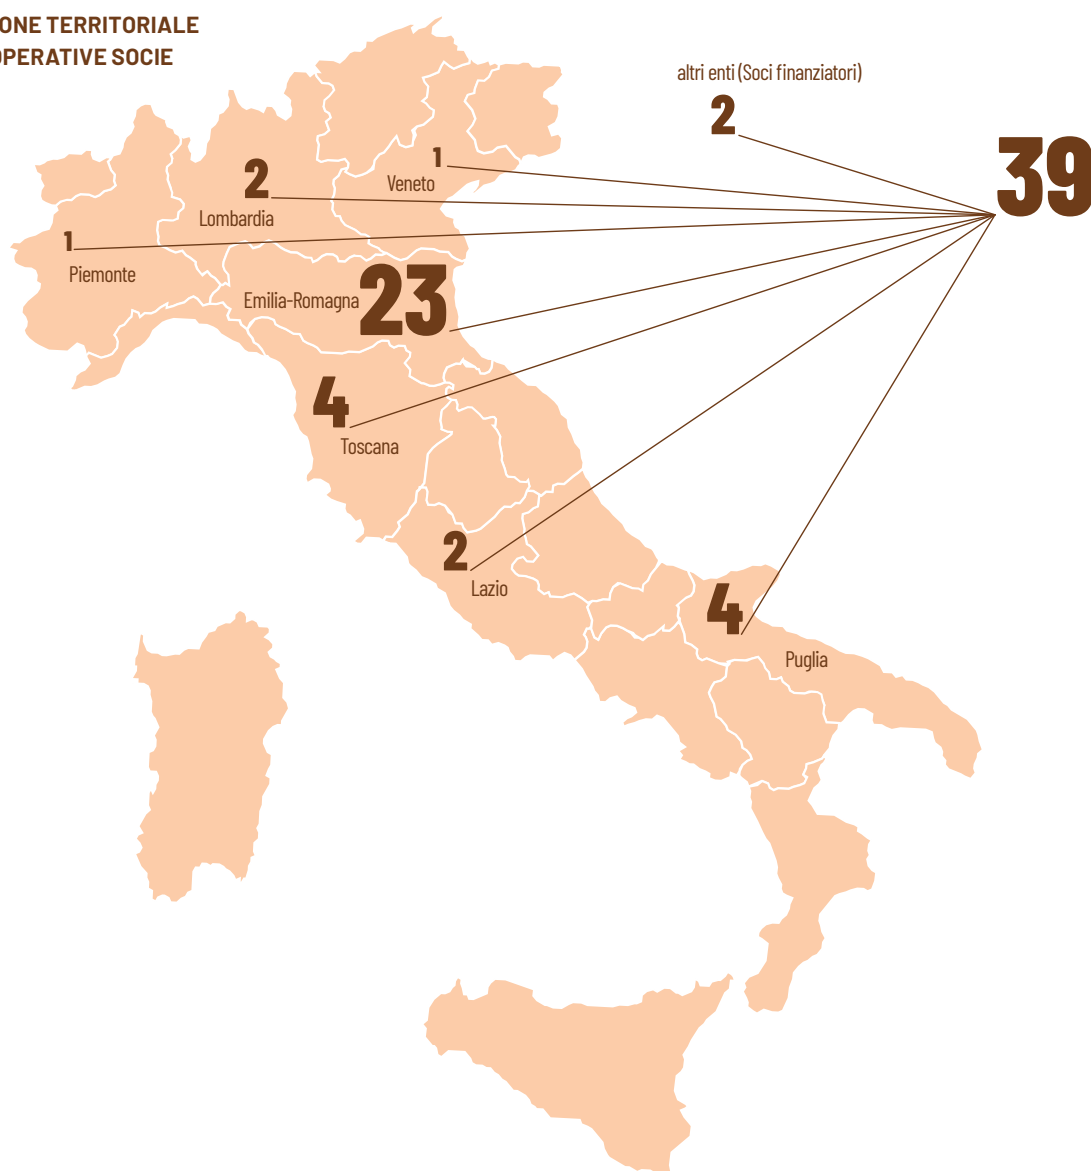 ONE TERRITORIALE
OPERATIVE SOCIE
altri enti (Soci finanziatori)
2
39
1
Veneto
2
Lombardia
1
Piemonte
Emilia-Romagna 23
4
Toscana
2
Lazio
4
Puglia